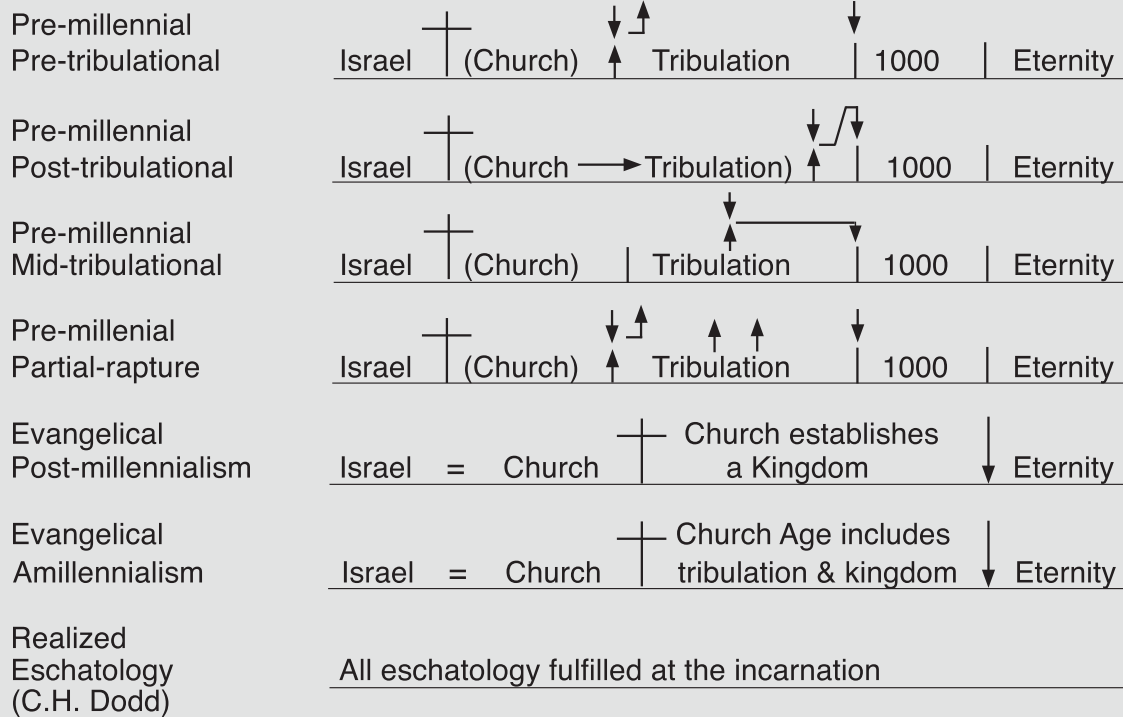 Pre-millennial
Pre-tribulational Israel (Church) Tribulation 1000 Eternity
Pre-millennial
Post-tribulational Israel (Church Tribulation) 1000 Eternity
Pre-millennial
Mid-tribulational Israel (Church) Tribulation 1000 Eternity
Pre-millenial
Partial-rapture Israel (Church) Tribulation 1000 Eternity
Evangelical Church establishes
Post-millennialism Israel = Church a Kingdom Eternity
Evangelical Church Age includes
Amillennialism Israel = Church tribulation & kingdom Eternity
Realized
Eschatology All eschatology fulfilled at the incarnation
(C.H. Dodd)